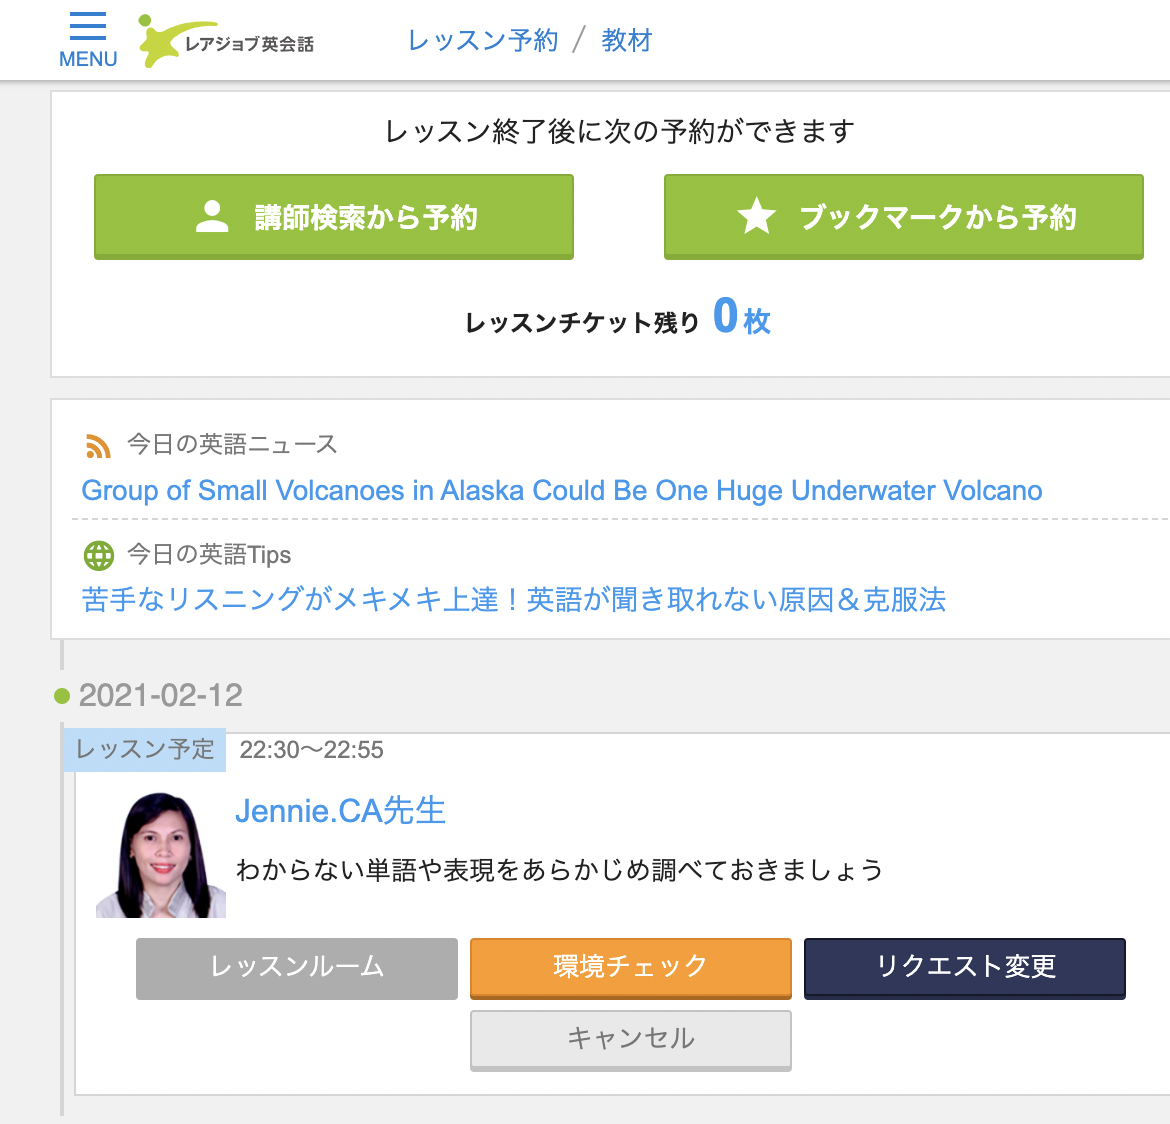 MENU
レアジョブ英会話
レッスン予約 / 教材
レッスン終了後に次の予約ができます
講師検索から予約
ブックマークから予約
レッスンチケット残り 0 枚
今日の英語ニュース
Group of Small Volcanoes in Alaska Could Be One Huge Underwater Volcano
今日の英語Tips
苦手なリスニングがメキメキ上達！英語が聞き取れない原因＆克服法
2021-02-12
レッスン予定 22:30〜22:55
Jennie.CA先生
わからない単語や表現をあらかじめ調べておきましょう
レッスンルーム
環境チェック
リクエスト変更
キャンセル